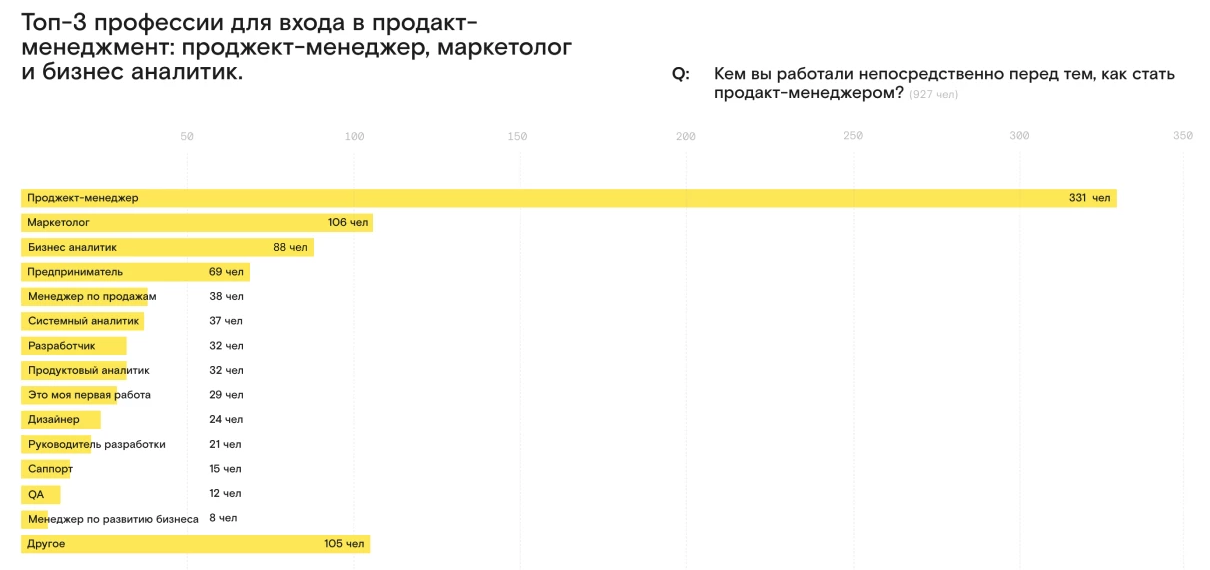 Топ-3 профессии для входа в продакт-
менеджмент: проджект-менеджер, маркетолог
и бизнес аналитик.
Q: Кем вы работали непосредственно перед тем, как стать
продакт-менеджером? (927 чел)
50 100 150 200 250 300 350
Проджект-менеджер 331 чел
Маркетолог 106 чел
Бизнес аналитик 88 чел
Предприниматель 69 чел
Менеджер по продажам 38 чел
Системный аналитик 37 чел
Разработчик 32 чел
Продуктовый аналитик 32 чел
Это моя первая работа 29 чел
Дизайнер 24 чел
Руководитель разработки 21 чел
Саппорт 15 чел
QA 12 чел
Менеджер по развитию бизнеса 8 чел
Другое 105 чел